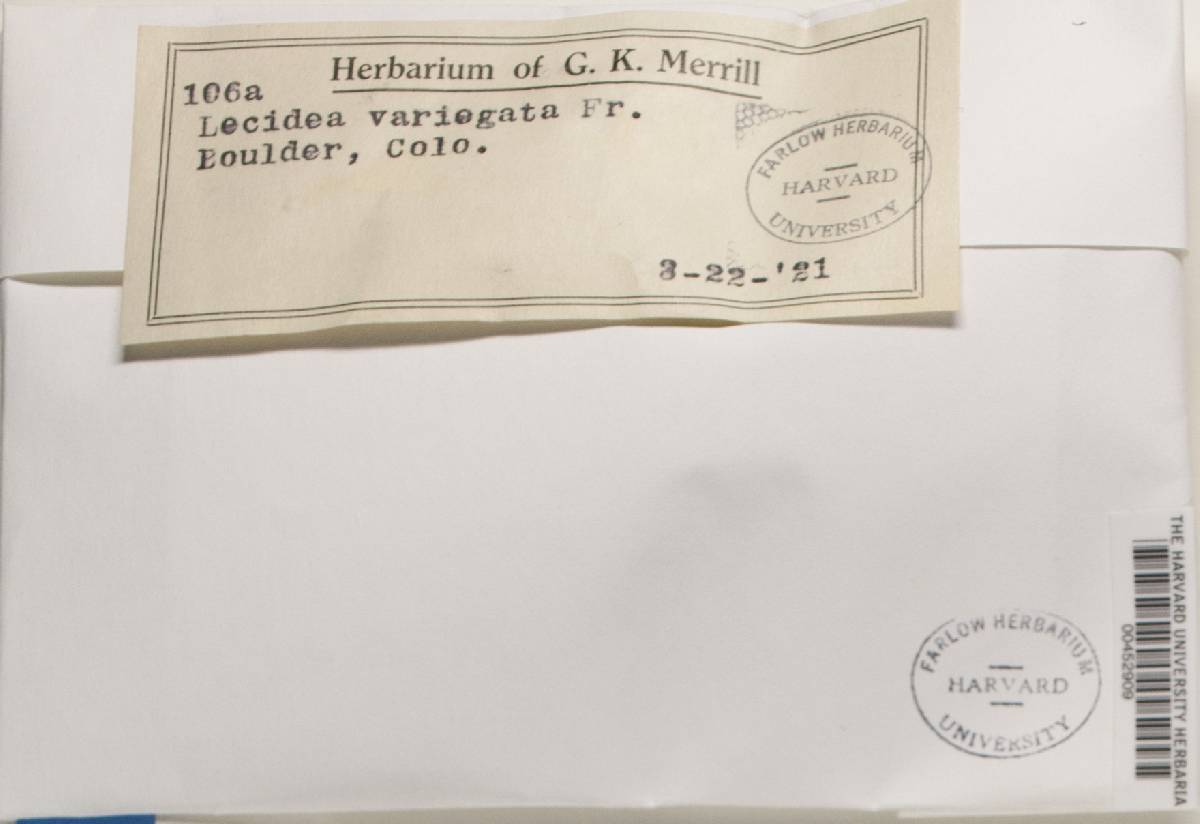 Herbarium of G. K. Merrill
106a
Lecidea variegata Fr.
Boulder, Colo.
FARLOW HERBARIUM
HARVARD
UNIVERSITY
3-22-'21
FARLOW HERBARIUM
HARVARD
UNIVERSITY
THE HARVARD UNIVERSITY HERBARIA
00452909